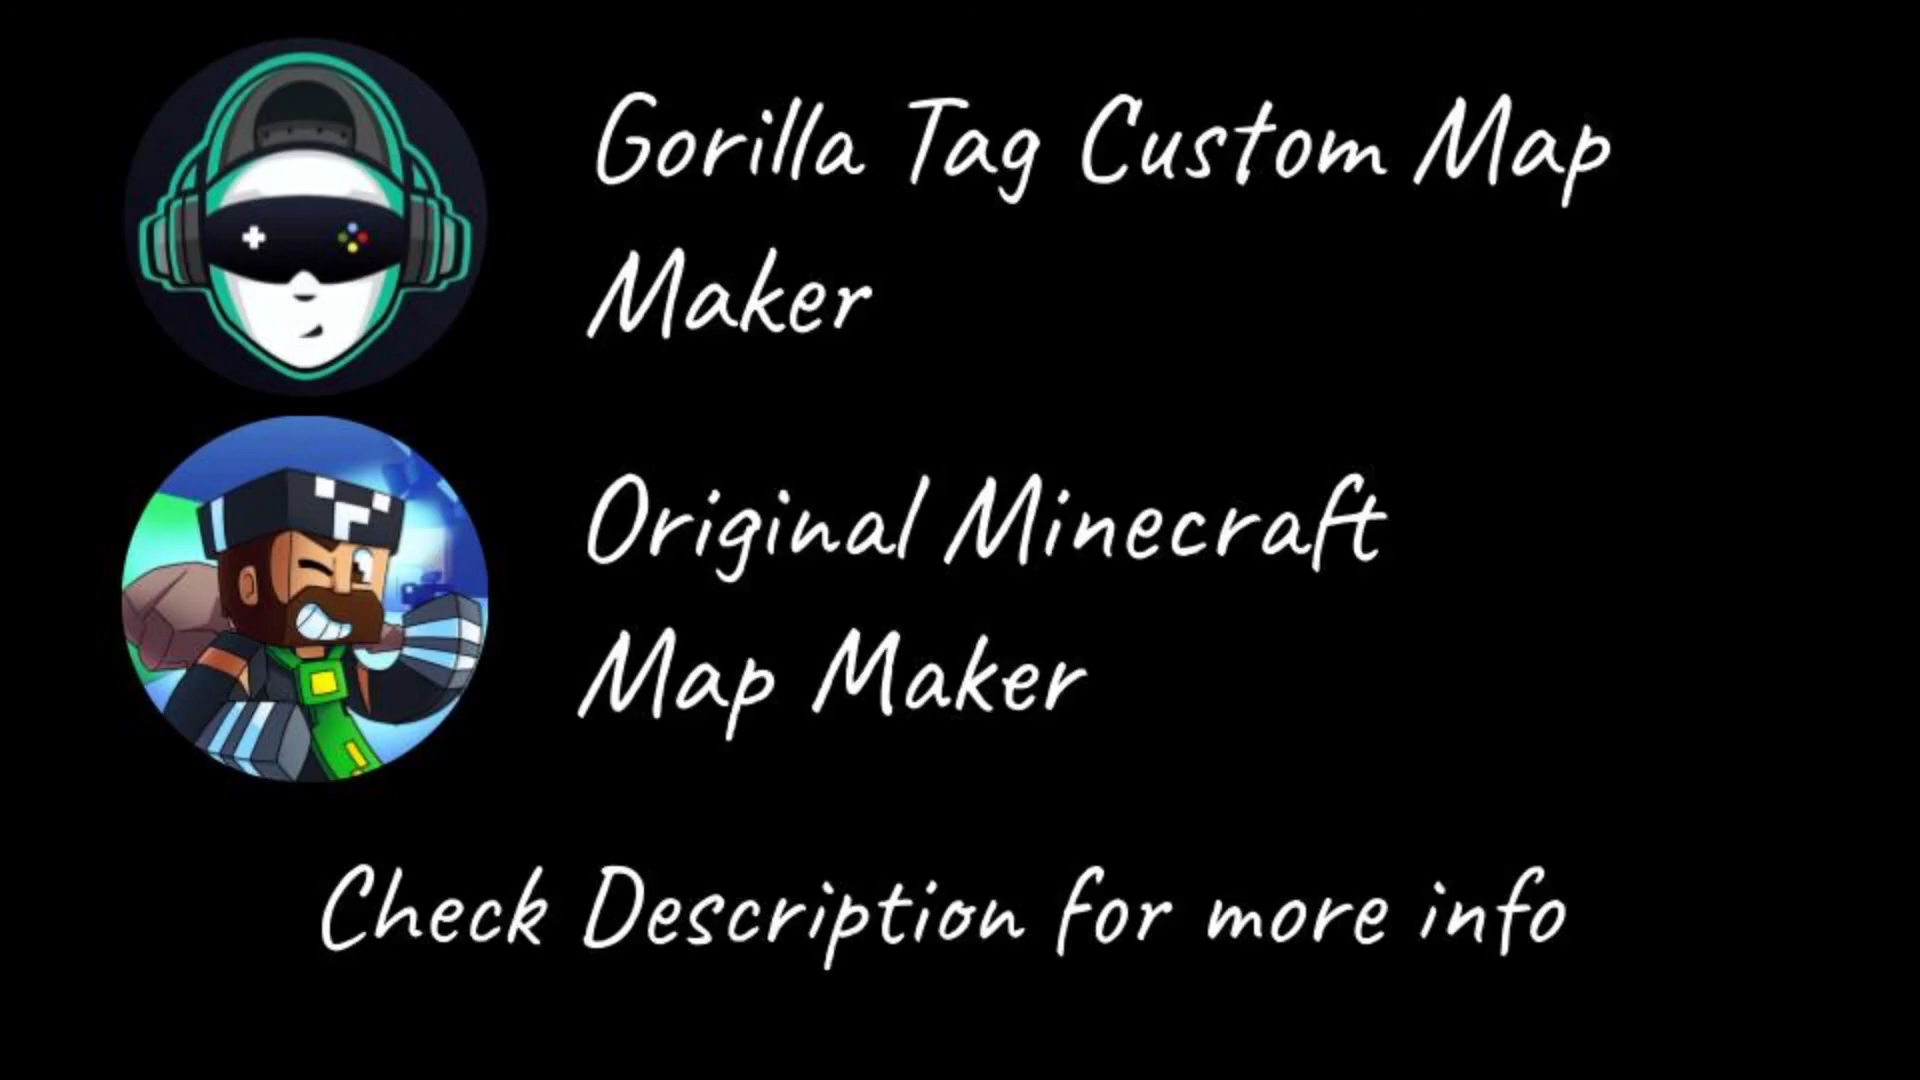 Gorilla Tag Custom Map
Maker
Original Minecraft
Map Maker
Check Description for more info